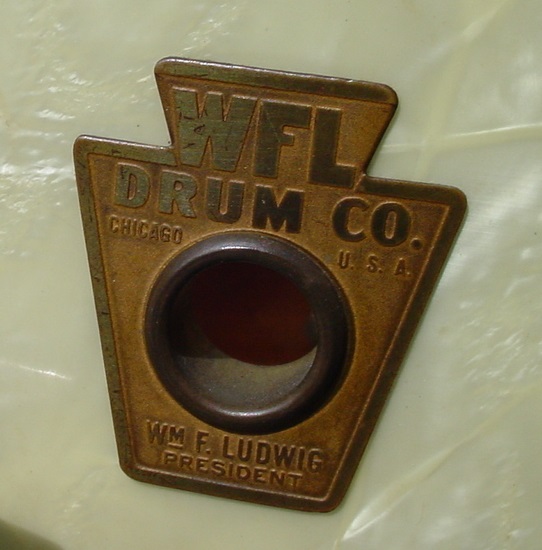 WFL
DRUM CO.
CHICAGO
U. S. A.
WM F. LUDWIG
PRESIDENT